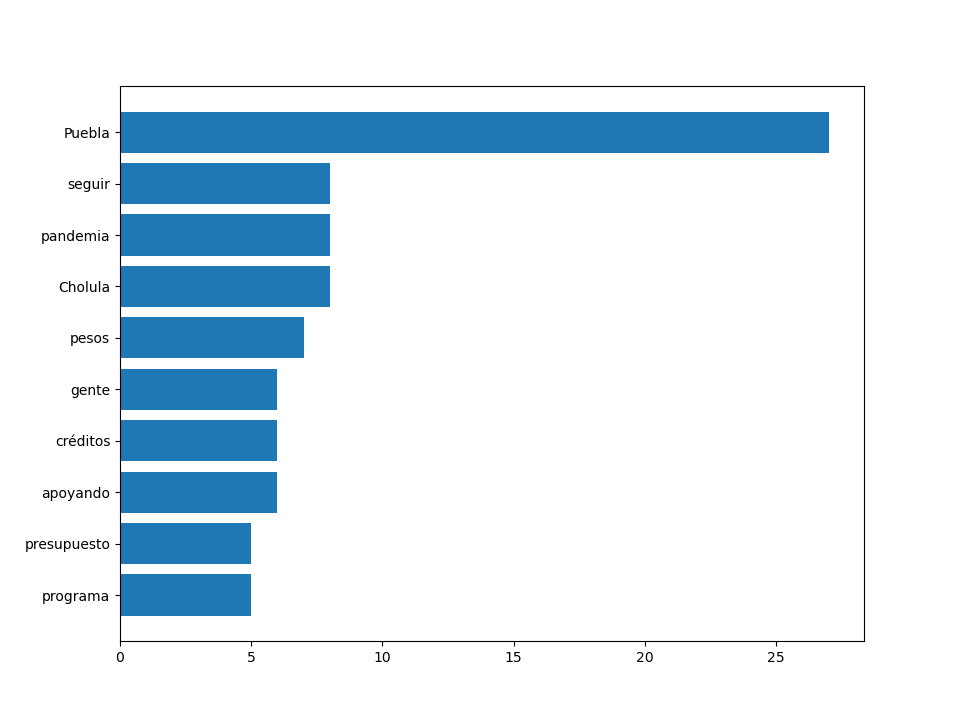 Puebla
seguir
pandemia
Cholula
pesos
gente
créditos
apoyando
presupuesto
programa
0 5 10 15 20 25